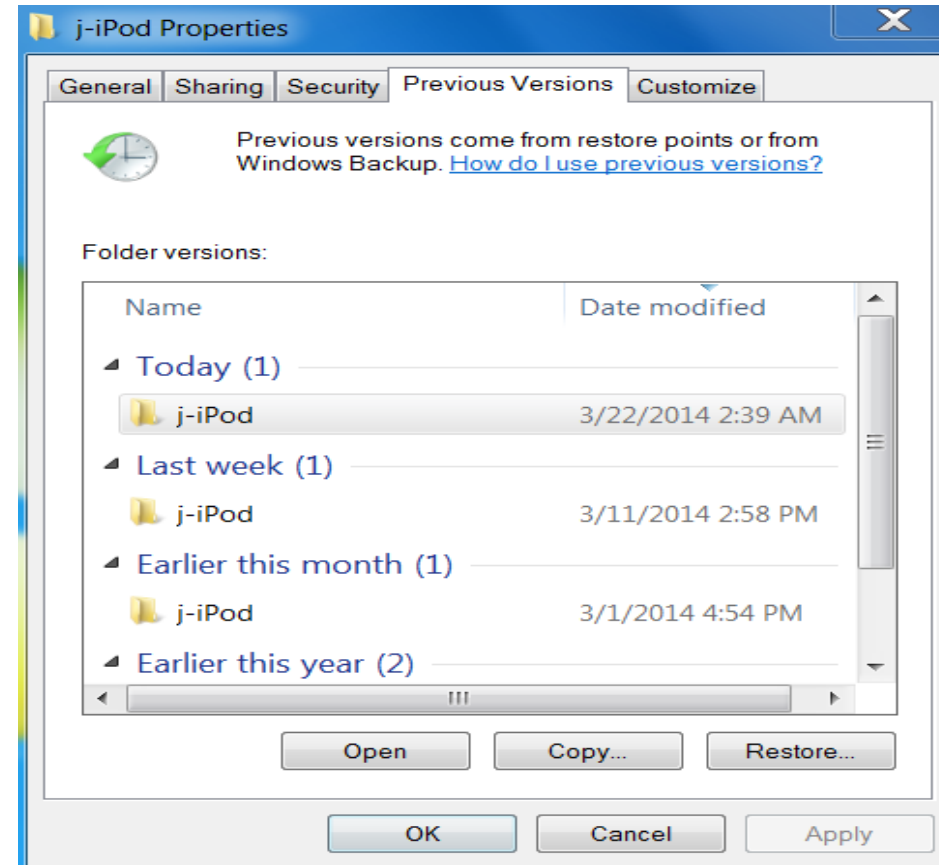 j-iPod Properties
General Sharing Security Previous Versions Customize
Previous versions come from restore points or from
Windows Backup. How do I use previous versions?
Folder versions:
Name Date modified
Today (1)
j-iPod 3/22/2014 2:39 AM
Last week (1)
j-iPod 3/11/2014 2:58 PM
Earlier this month (1)
j-iPod 3/1/2014 4:54 PM
Earlier this year (2)
Open Copy... Restore...
OK Cancel Apply